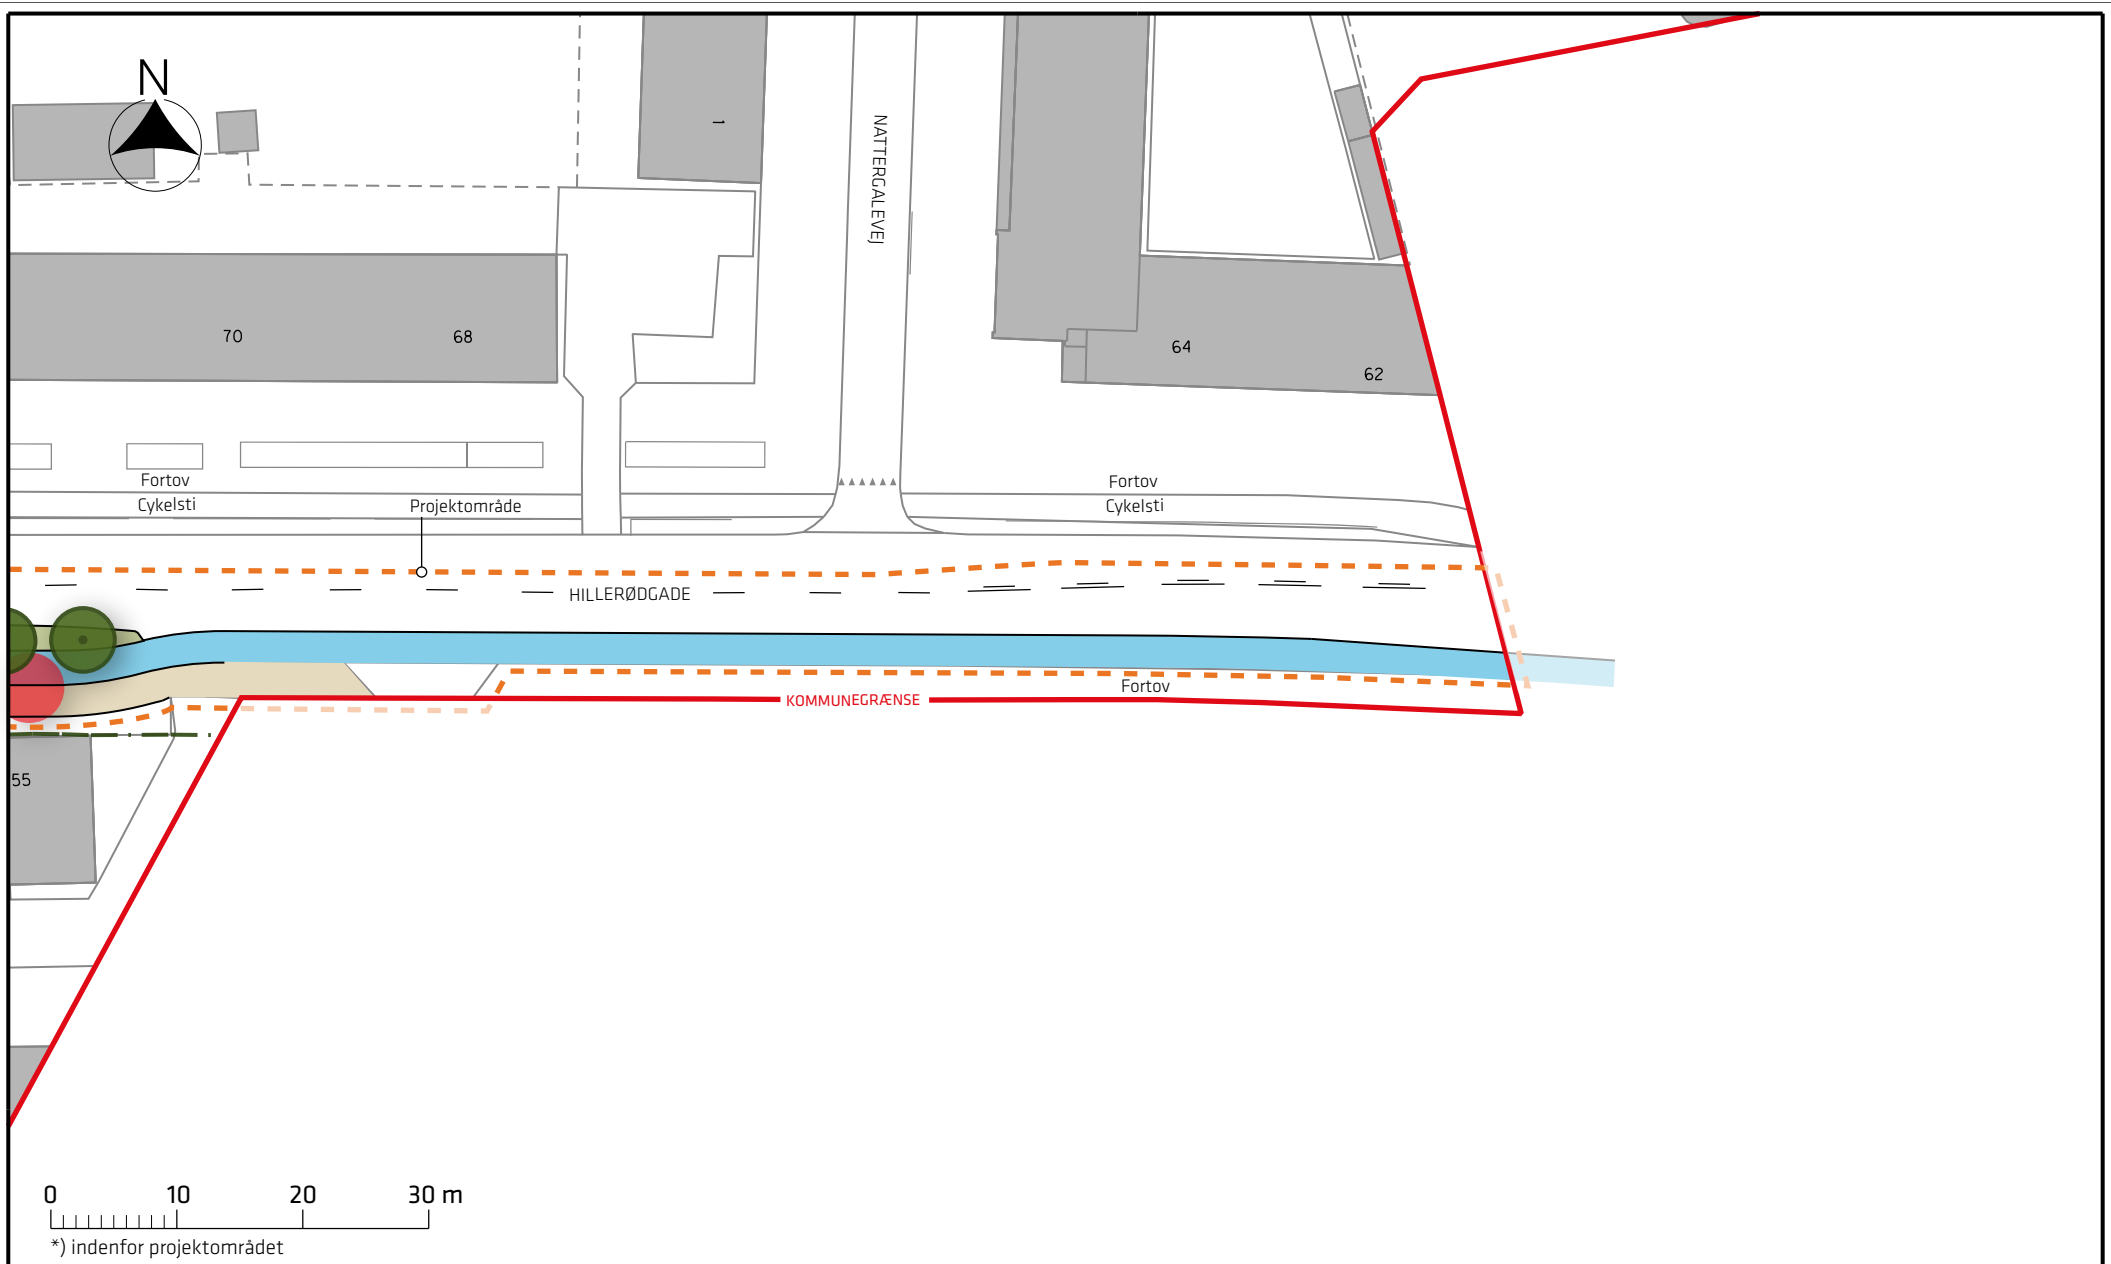 N
1
NATTERGALEVEJ
70
68
64
62
Fortov
Cykelsti
Projektområde
Fortov
Cykelsti
HILLERØDGADE
Fortov
KOMMUNEGRÆNSE
55
0 10 20 30 m
*) indenfor projektområdet